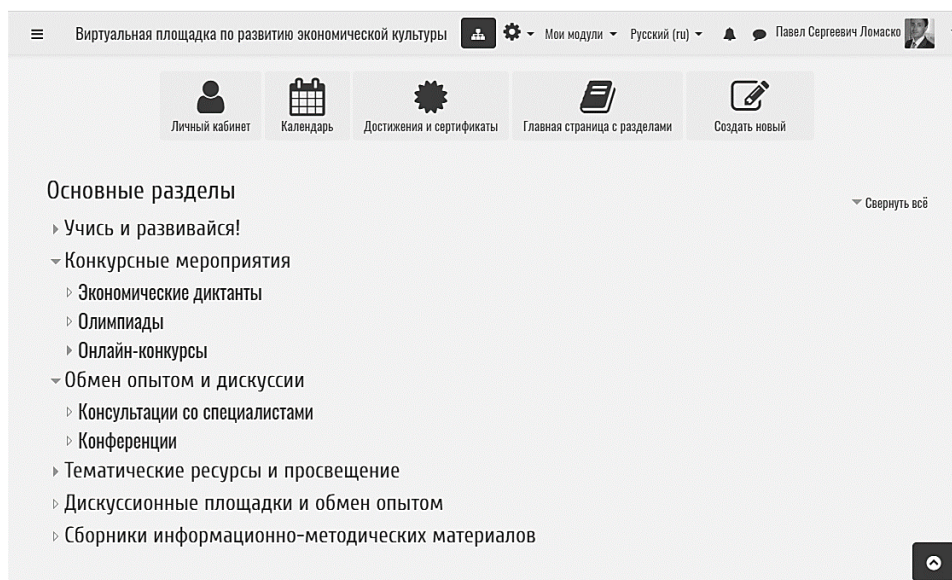 Виртуальная площадка по развитию экономической культуры Мои модули Русский (ru) Павел Сергеевич Ломаско
Личный кабинет Календарь Достижения и сертификаты Главная страница с разделами Создать новый
Основные разделы
Свернуть всё
Учись и развивайся!
Конкурсные мероприятия
Экономические диктанты
Олимпиады
Онлайн-конкурсы
Обмен опытом и дискуссии
Консультации со специалистами
Конференции
Тематические ресурсы и просвещение
Дискуссионные площадки и обмен опытом
Сборники информационно-методических материалов